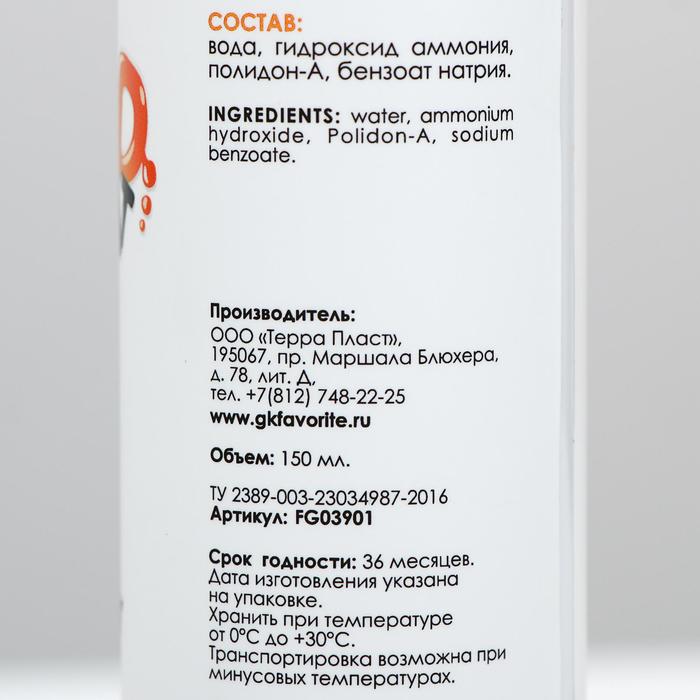 СОСТАВ:
вода, гидроксид аммония,
полидон-А, бензоат натрия.
INGREDIENTS: water, ammonium
hydroxide, Polidon-A, sodium
benzoate.
Производитель:
ООО «Терра Пласт»,
195067, пр. Маршала Блюхера,
д. 78, лит. Д,
тел. +7(812) 748-22-25
www.gkfavorite.ru
Объем: 150 мл.
ТУ 2389-003-23034987-2016
Артикул: FG03901
Срок годности: 36 месяцев.
Дата изготовления указана
на упаковке.
Хранить при температуре
от 0°С до +30°С.
Транспортировка возможна при
минусовых температурах.